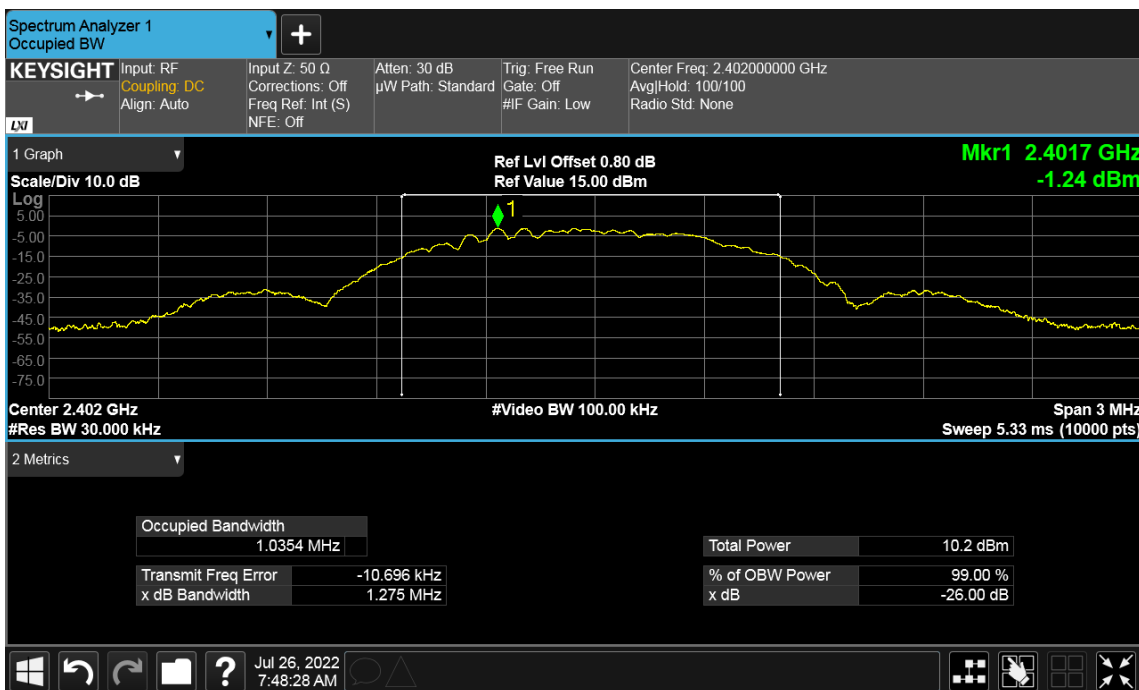 Spectrum Analyzer 1
Occupied BW
+
KEYSIGHT
LXI
Input: RF
Coupling: DC
Align: Auto
Input Z: 50 Ω
Corrections: Off
Freq Ref: Int (S)
NFE: Off
Atten: 30 dB
µW Path: Standard
Trig: Free Run
Gate: Off
#IF Gain: Low
Center Freq: 2.402000000 GHz
Avg|Hold: 100/100
Radio Std: None
1 Graph
Scale/Div 10.0 dB
Ref Lvl Offset 0.80 dB
Ref Value 15.00 dBm
Mkr1 2.4017 GHz
-1.24 dBm
Log
5.00
-5.00
-15.0
-25.0
-35.0
-45.0
-55.0
-65.0
-75.0
1
Center 2.402 GHz
#Res BW 30.000 kHz
#Video BW 100.00 kHz
Span 3 MHz
Sweep 5.33 ms (10000 pts)
2 Metrics
Occupied Bandwidth
1.0354 MHz
Transmit Freq Error -10.696 kHz
x dB Bandwidth 1.275 MHz
Total Power 10.2 dBm
% of OBW Power 99.00 %
x dB -26.00 dB
?
Jul 26, 2022
7:48:28 AM